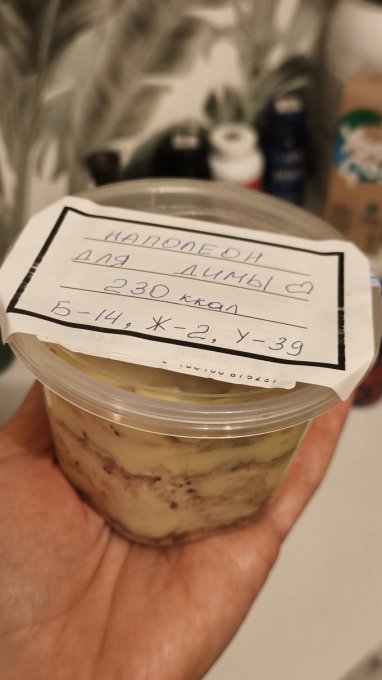 НАПОЛЕОН
ДЛЯ ДИМЫ
230 ккал
Б-14, Ж-2, У-39